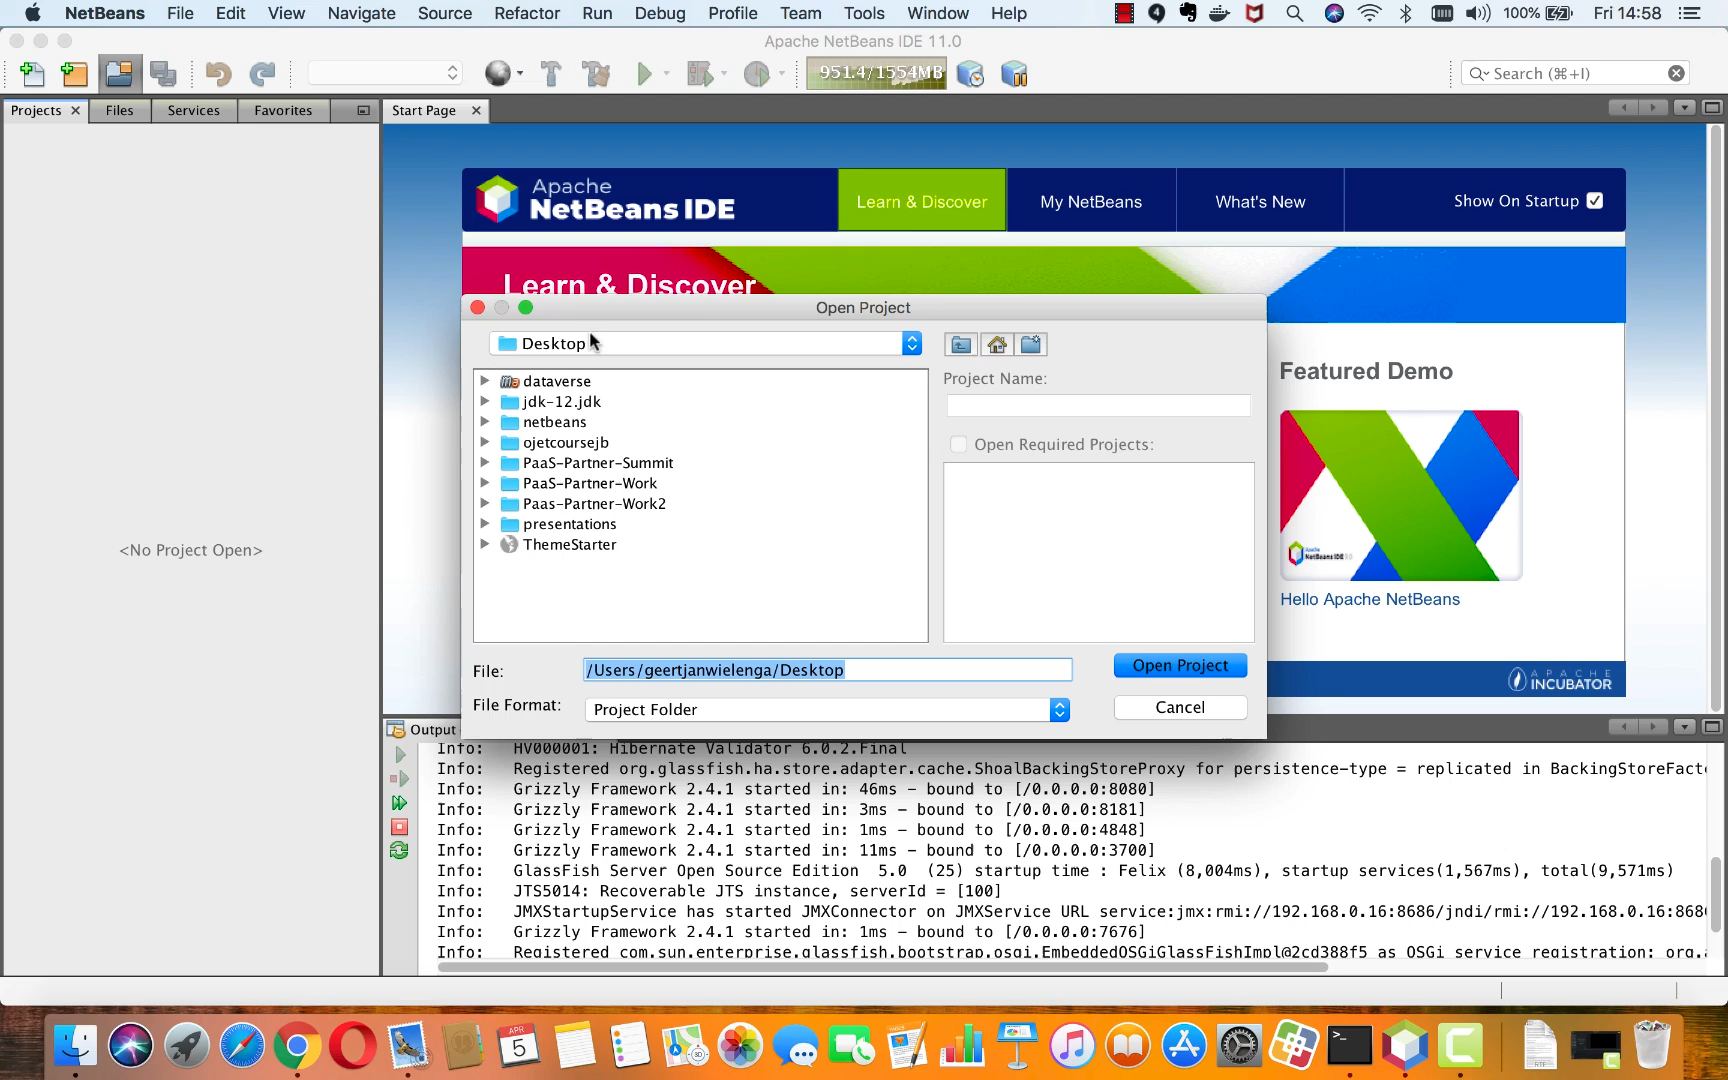 NetBeans File Edit View Navigate Source Refactor Run Debug Profile Team Tools Window Help 4 100% Fri 14:58
Apache NetBeans IDE 11.0
951.4/1554MB
Search (⌘+I)
Projects Files Services Favorites
Start Page
Apache
NetBeans IDE
Learn & Discover
My NetBeans
What's New
Show On Startup
Learn & Discover
Open Project
Desktop
dataverse
jdk-12.jdk
netbeans
ojetcoursejb
PaaS-Partner-Summit
PaaS-Partner-Work
Paas-Partner-Work2
presentations
ThemeStarter
Project Name:
Open Required Projects:
File: /Users/geertjanwielenga/Desktop
File Format: Project Folder
Open Project
Cancel
Featured Demo
Hello Apache NetBeans
APACHE
INCUBATOR
<No Project Open>
Output
Info: HV000001: Hibernate Validator 6.0.2.Final
Info: Registered org.glassfish.ha.store.adapter.cache.ShoalBackingStoreProxy for persistence-type = replicated in BackingStoreFact
Info: Grizzly Framework 2.4.1 started in: 46ms - bound to [/0.0.0.0:8080]
Info: Grizzly Framework 2.4.1 started in: 3ms - bound to [/0.0.0.0:8181]
Info: Grizzly Framework 2.4.1 started in: 1ms - bound to [/0.0.0.0:4848]
Info: Grizzly Framework 2.4.1 started in: 11ms - bound to [/0.0.0.0:3700]
Info: GlassFish Server Open Source Edition 5.0 (25) startup time : Felix (8,004ms), startup services(1,567ms), total(9,571ms)
Info: JTS5014: Recoverable JTS instance, serverId = [100]
Info: JMXStartupService has started JMXConnector on JMXService URL service:jmx:rmi://192.168.0.16:8686/jndi/rmi://192.168.0.16:868
Info: Grizzly Framework 2.4.1 started in: 1ms - bound to [/0.0.0.0:7676]
Info: Registered com.sun.enterprise.glassfish.bootstrap.osgi.EmbeddedOSGiGlassFishImpl@2cd388f5 as OSGi service registration: org.
APR
5